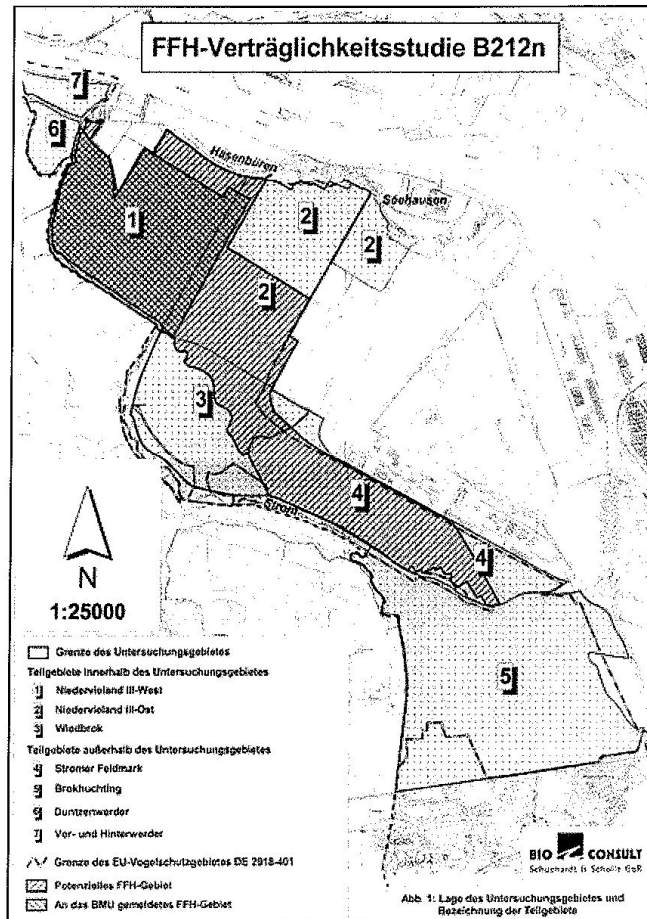 FFH-Verträglichkeitsstudie B212n
7
6
Hasenbüren
Seehausen
1
2
2
2
3
4
Strom
4
5
N
1:25000
Grenze des Untersuchungsgebietes
Teilgebiete innerhalb des Untersuchungsgebietes
1 Niedervieland III-West
2 Niedervieland III-Ost
3 Wiedbrok
Teilgebiete außerhalb des Untersuchungsgebietes
4 Stromer Feldmark
5 Brokhuchting
6 Duntzenwerder
7 Vor- und Hinterwerder
Grenze des EU-Vogelschutzgebietes DE 2918-401
Potenzielles FFH-Gebiet
An das BMU gemeldetes FFH-Gebiet
BIO CONSULT
Schuchardt & Scholle GbR
Abb. 1: Lage des Untersuchungsgebietes und
Bezeichnung der Teilgebiete